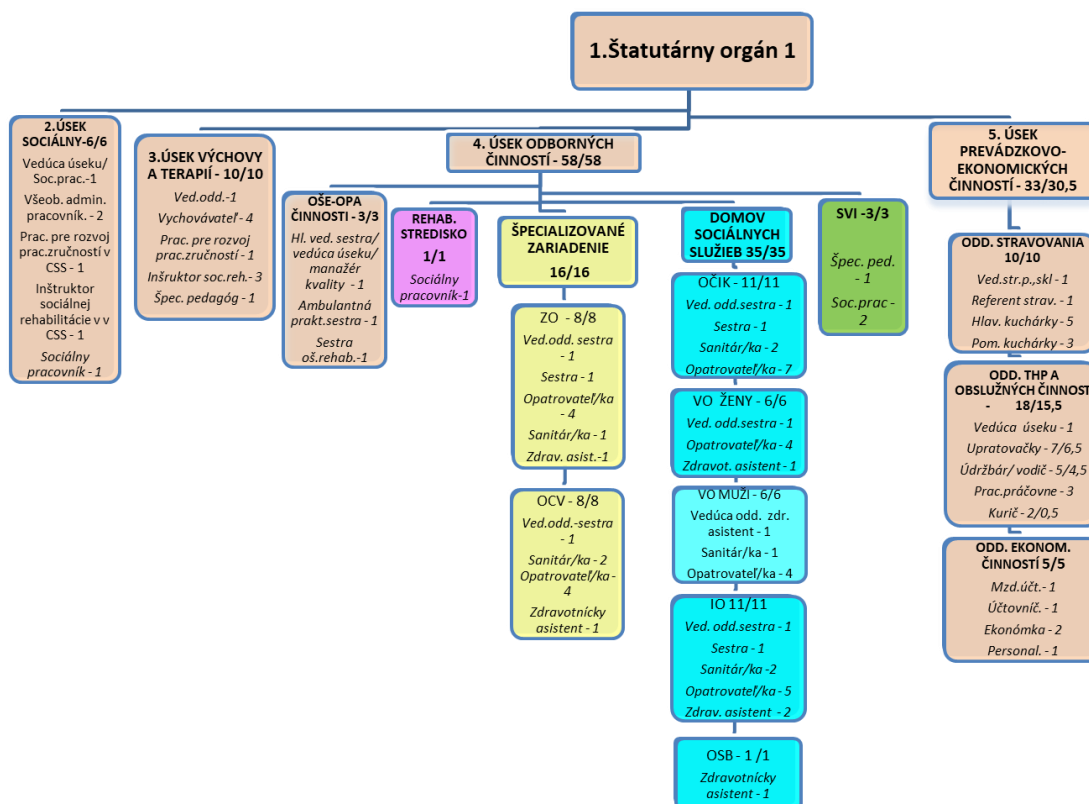 1.Štatutárny orgán 1
2.ÚSEK
SOCIÁLNY-6/6
Vedúca úseku/
Soc.prac.-1
Všeob. admin.
pracovník. - 2
Prac. pre rozvoj
prac.zručností v
CSS - 1
Inštruktor
sociálnej
rehabilitácie v v
CSS - 1
Sociálny
pracovník - 1
3.ÚSEK VÝCHOVY
A TERAPIÍ - 10/10
Ved.odd.-1
Vychovávateľ - 4
Prac. pre rozvoj
prac.zručností - 1
Inšruktor soc.reh.- 3
Špec. pedagóg - 1
4. ÚSEK ODBORNÝCH
ČINNOSTÍ - 58/58
OŠE-OPA
ČINNOSTI - 3/3
Hl. ved. sestra/
vedúca úseku/
manažér
kvality - 1
Ambulantná
prakt.sestra - 1
Sestra
oš.rehab.-1
REHAB.
STREDISKO
1/1
Sociálny
pracovník-1
ŠPECIALIZOVANÉ
ZARIADENIE
16/16
ZO - 8/8
Ved.odd. sestra
- 1
Sestra - 1
Opatrovateľ/ka
- 4
Sanitár/ka - 1
Zdrav. asist.-1
OCV - 8/8
Ved.odd.-sestra
- 1
Sanitár/ka - 2
Opatrovateľ/ka-
4
Zdravotnícky
asistent - 1
DOMOV
SOCIÁLNYCH
SLUŽIEB 35/35
OČIK - 11/11
Ved. odd.sestra - 1
Sestra - 1
Sanitár/ka - 2
Opatrovateľ/ka - 7
VO ŽENY - 6/6
Ved. odd.sestra - 1
Opatrovateľ/ka - 4
Zdravot. asistent - 1
VO MUŽI - 6/6
Vedúca odd. zdr.
asistent - 1
Sanitár/ka - 1
Opatrovateľ/ka - 4
IO 11/11
Ved. odd.sestra - 1
Sestra - 1
Sanitár/ka -2
Opatrovateľ/ka - 5
Zdrav. asistent - 2
OSB - 1 /1
Zdravotnícky
asistent - 1
SVI -3/3
Špec. ped.
- 1
Soc.prac -
2
5. ÚSEK
PREVÁDZKOVO-
EKONOMICKÝCH
ČINNOSTÍ - 33/30,5
ODD. STRAVOVANIA
10/10
Ved.str.p.,skl - 1
Referent strav. - 1
Hlav. kuchárky - 5
Pom. kuchárky - 3
ODD. THP A
OBSLUŽNÝCH ČINNOSTÍ
- 18/15,5
Vedúca úseku - 1
Upratovačky - 7/6,5
Údržbár/ vodič - 5/4,5
Prac.práčovne - 3
Kurič - 2/0,5
ODD. EKONOM.
ČINNOSTÍ 5/5
Mzd.účt.- 1
Účtovníč. - 1
Ekonómka - 2
Personal. - 1